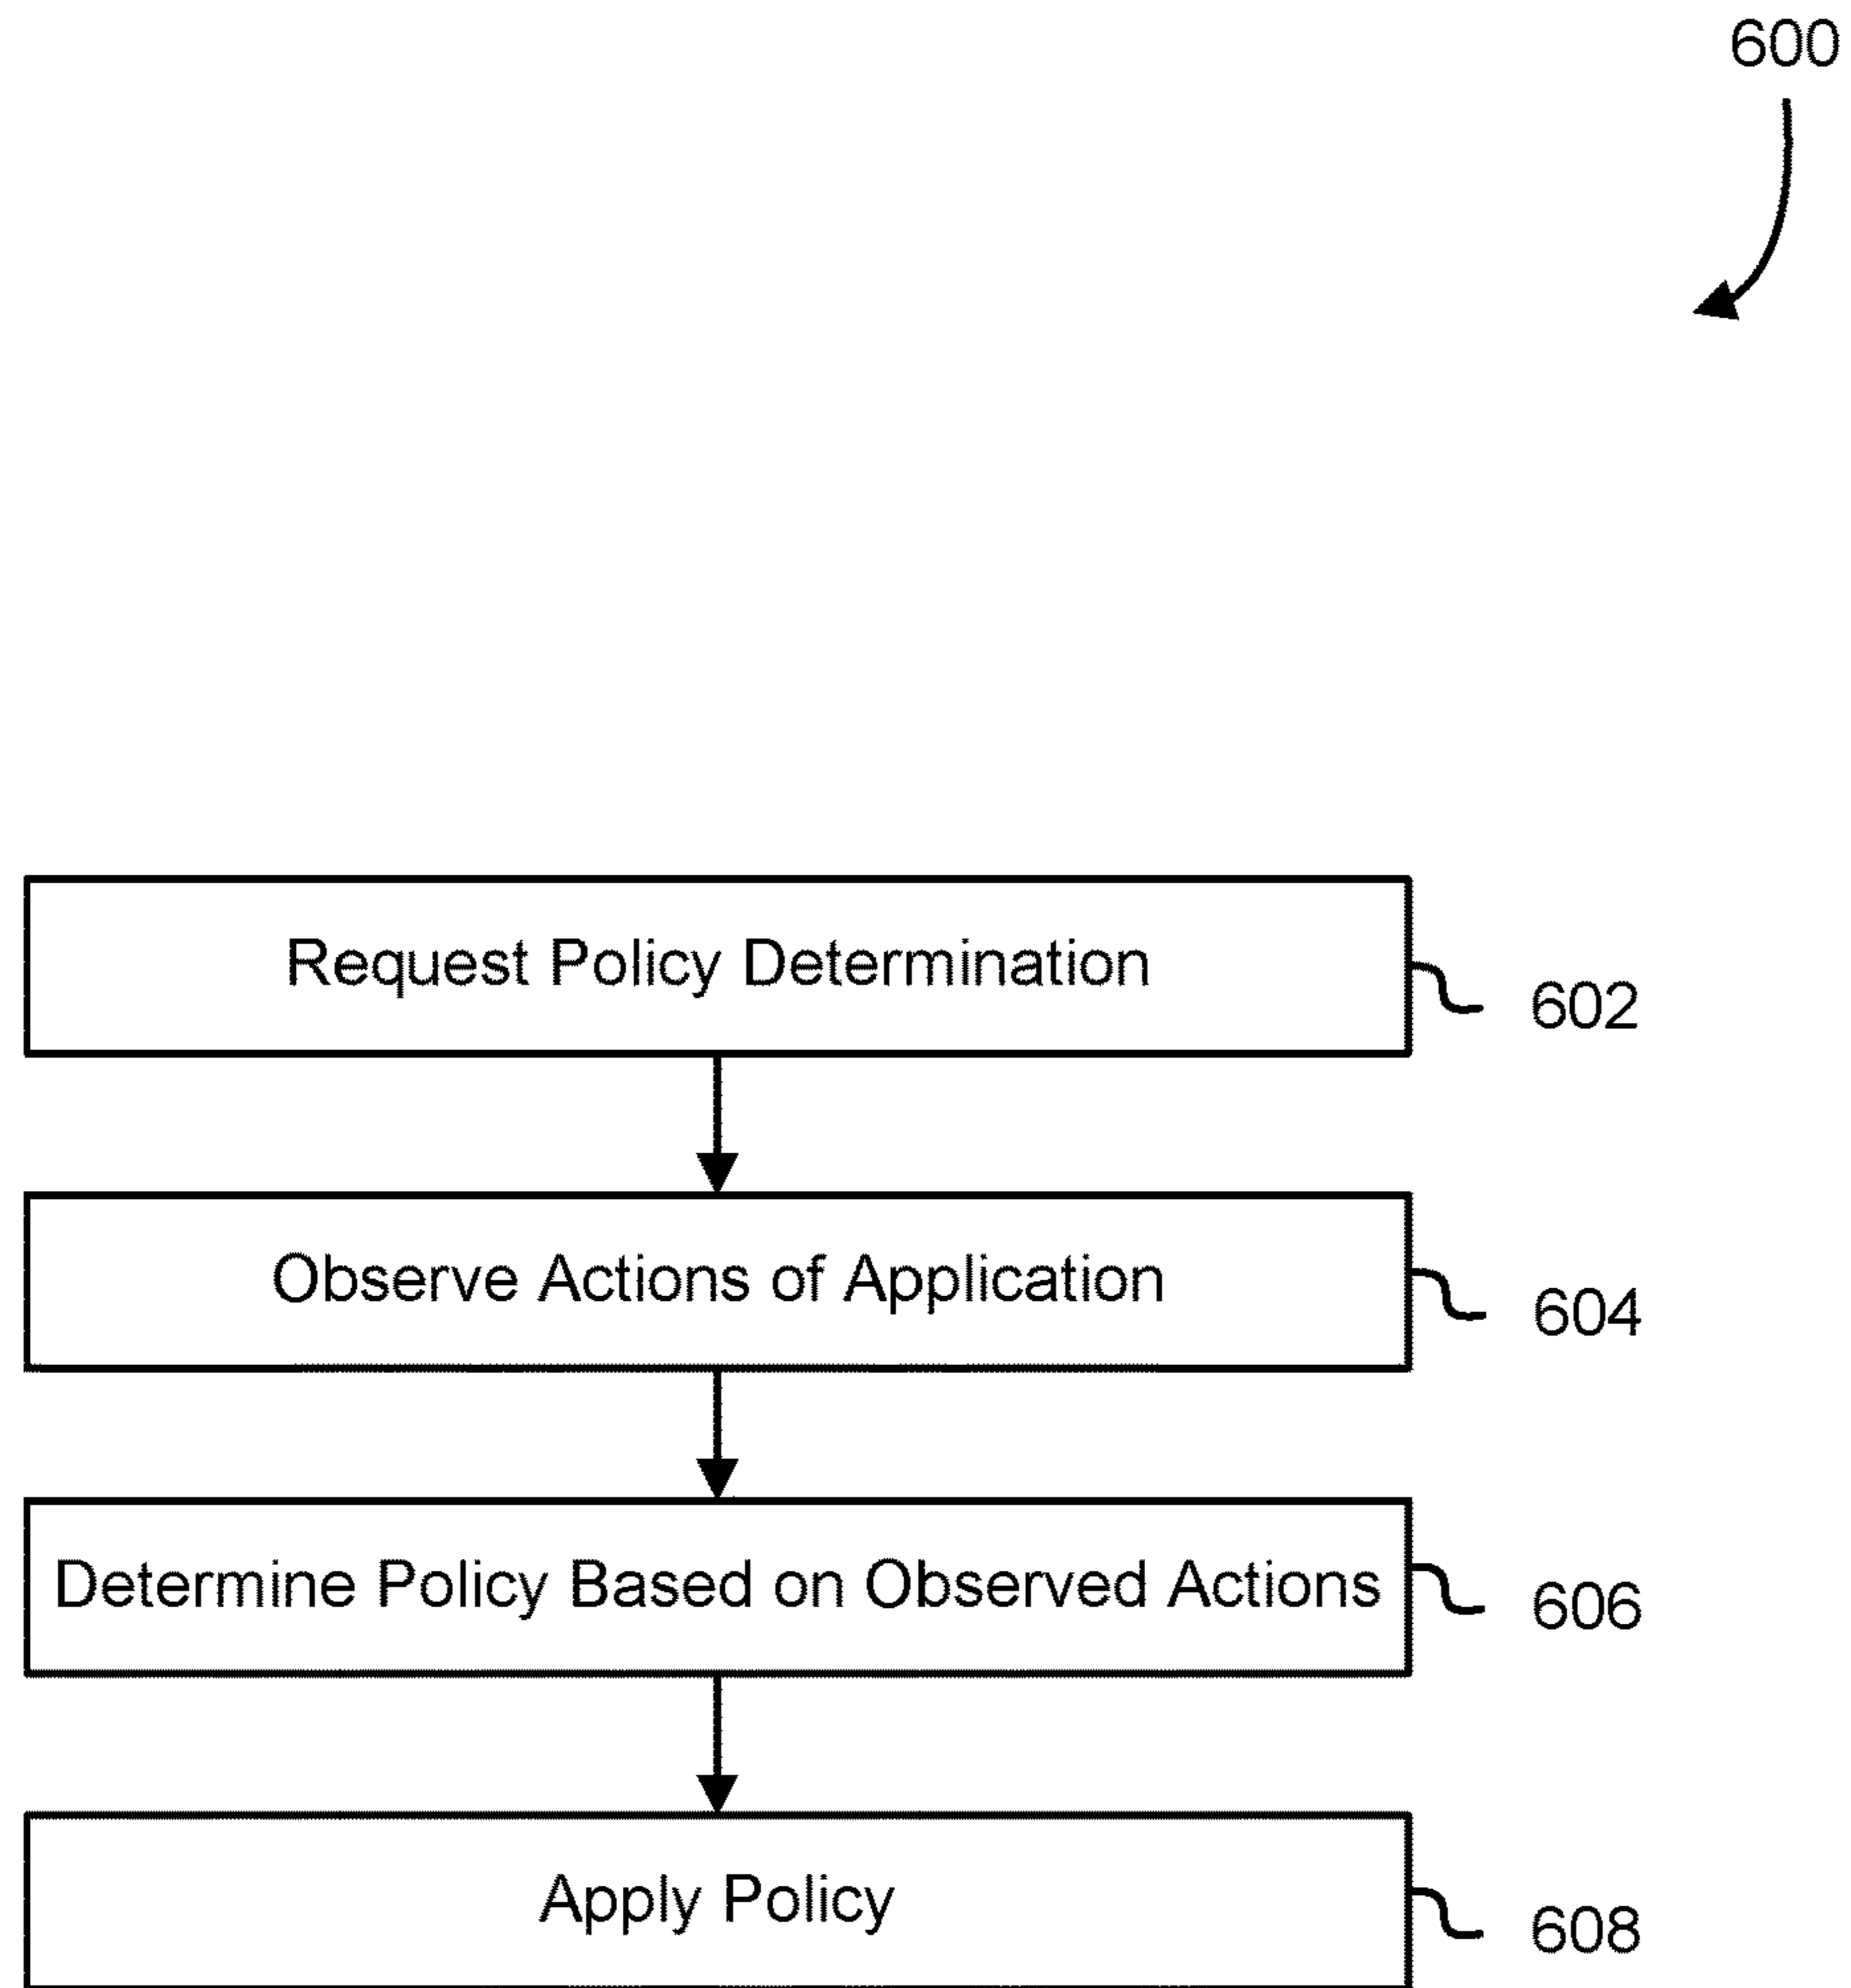 600
Request Policy Determination
602
Observe Actions of Application
604
Determine Policy Based on Observed Actions
606
Apply Policy
608